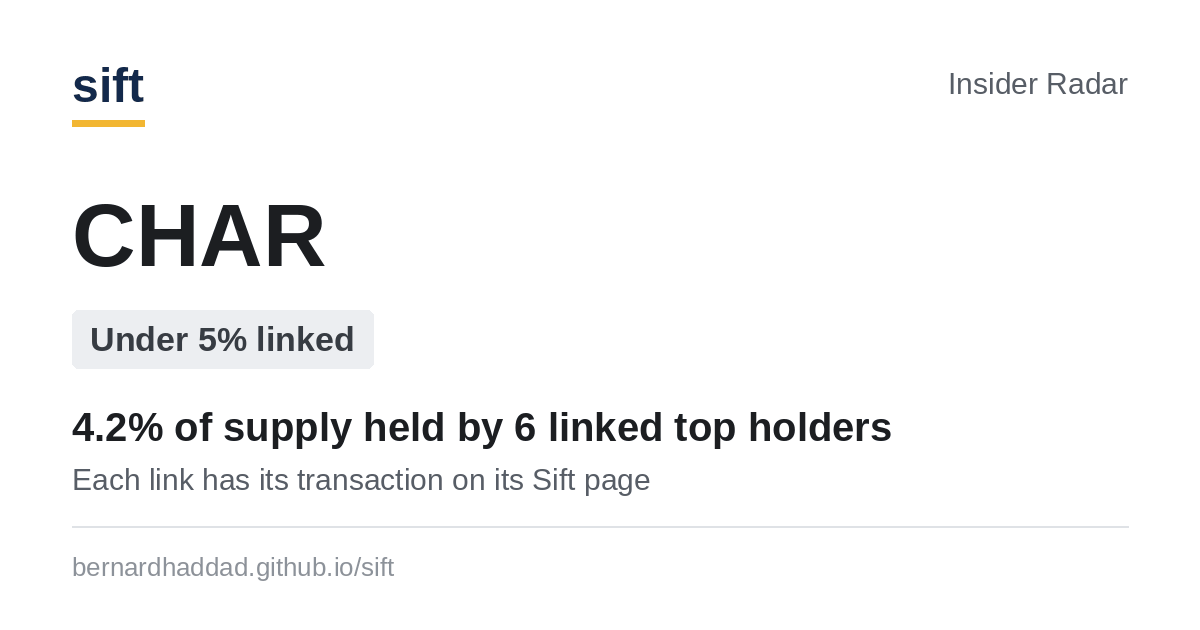 sift
Insider Radar
CHAR
Under 5% linked
4.2% of supply held by 6 linked top holders
Each link has its transaction on its Sift page
bernardhaddad.github.io/sift